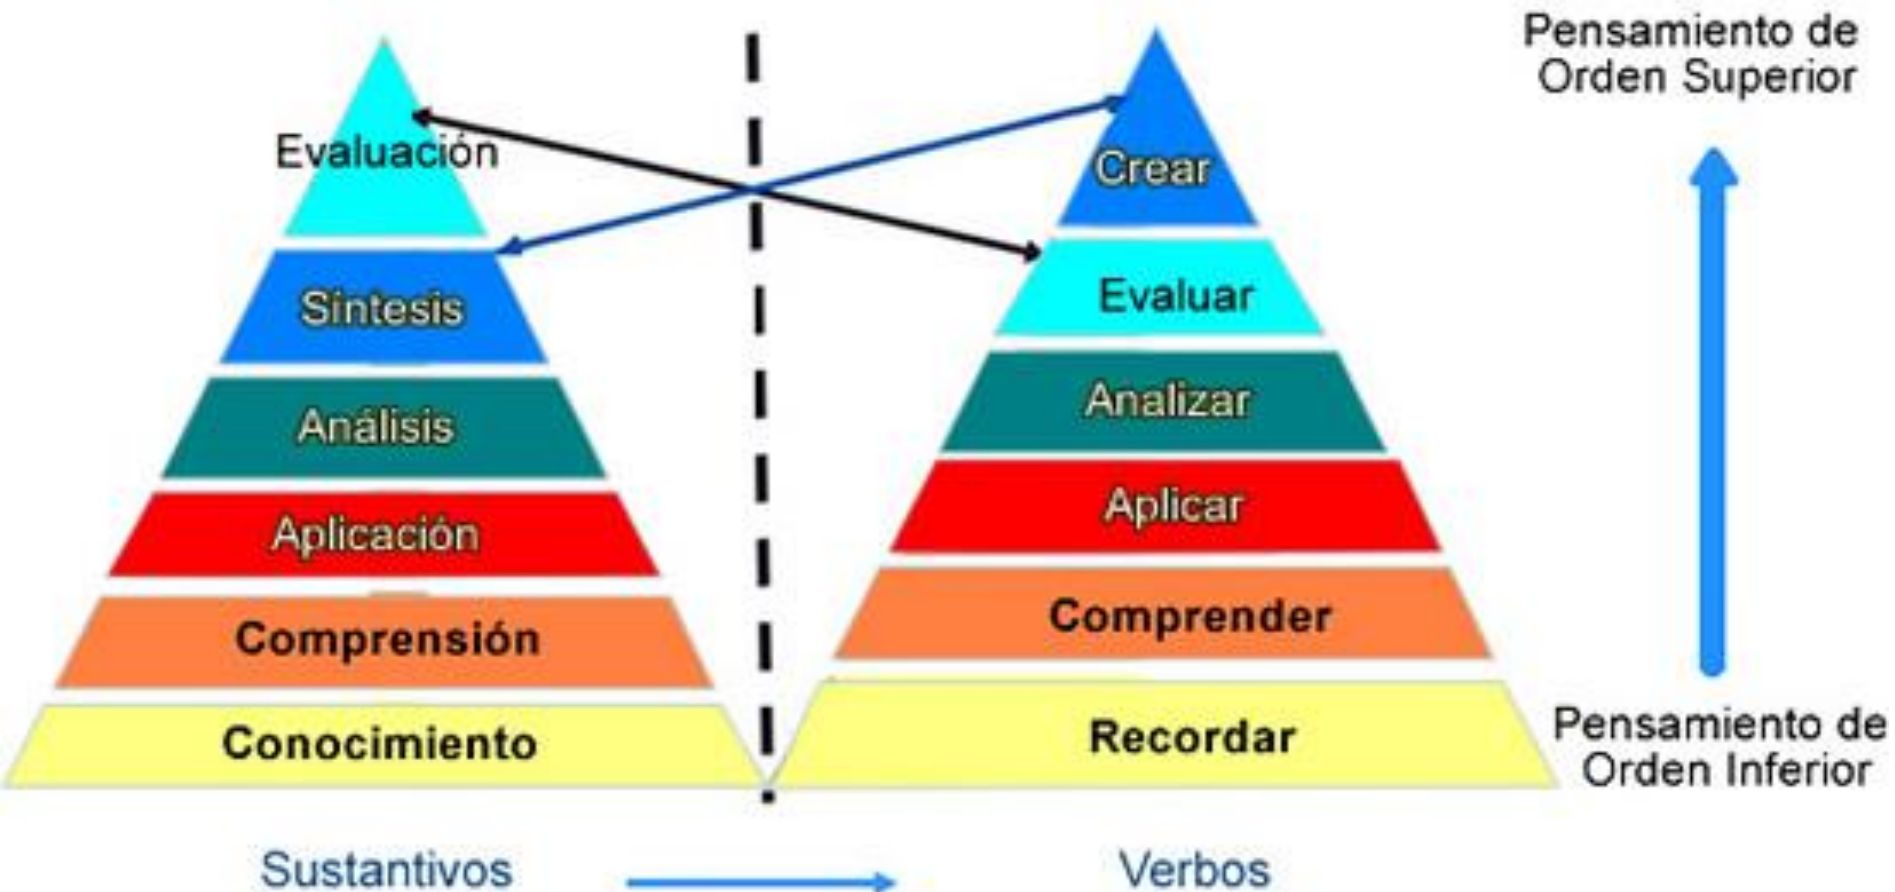 Evaluación
Síntesis
Análisis
Aplicación
Comprensión
Conocimiento
Sustantivos
Crear
Evaluar
Analizar
Aplicar
Comprender
Recordar
Verbos
Pensamiento de
Orden Superior
Pensamiento de
Orden Inferior